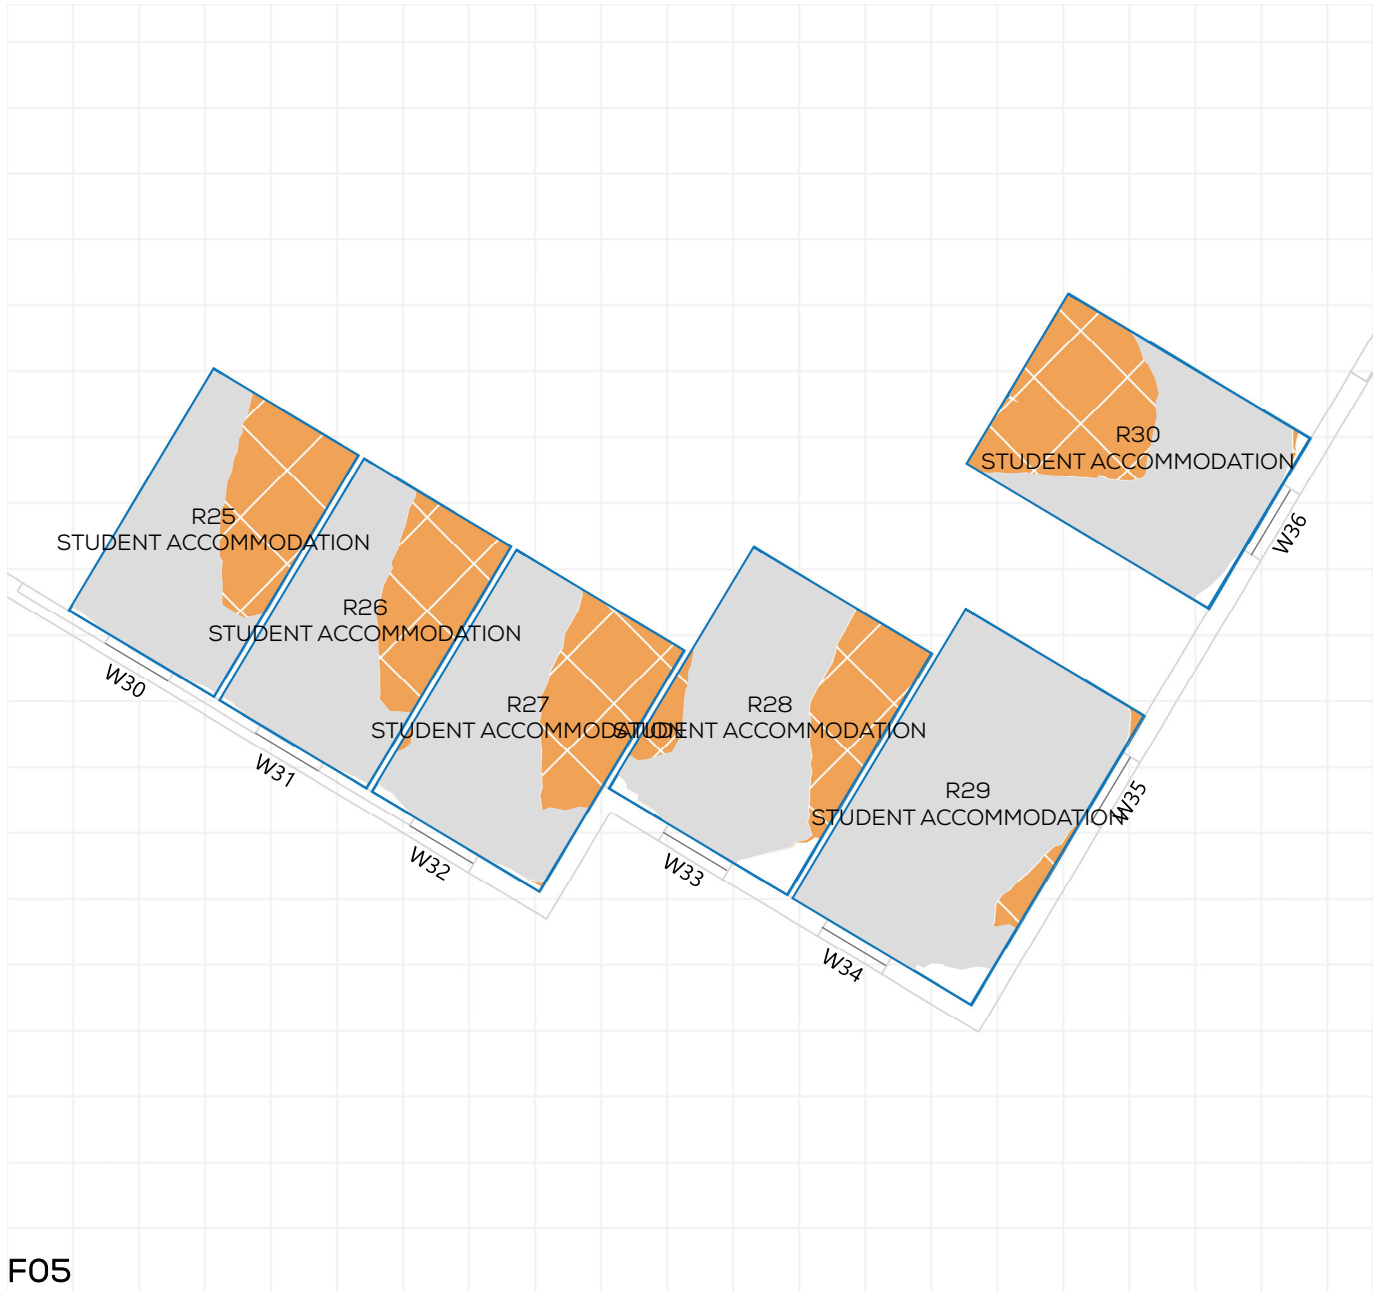 R30
STUDENT ACCOMMODATION
W36
R25
STUDENT ACCOMMODATION
W30
R26
STUDENT ACCOMMODATION
W31
R27
STUDENT ACCOMMODATION
W32
R28
STUDENT ACCOMMODATION
W33
R29
STUDENT ACCOMMODATION
W35
W34
F05